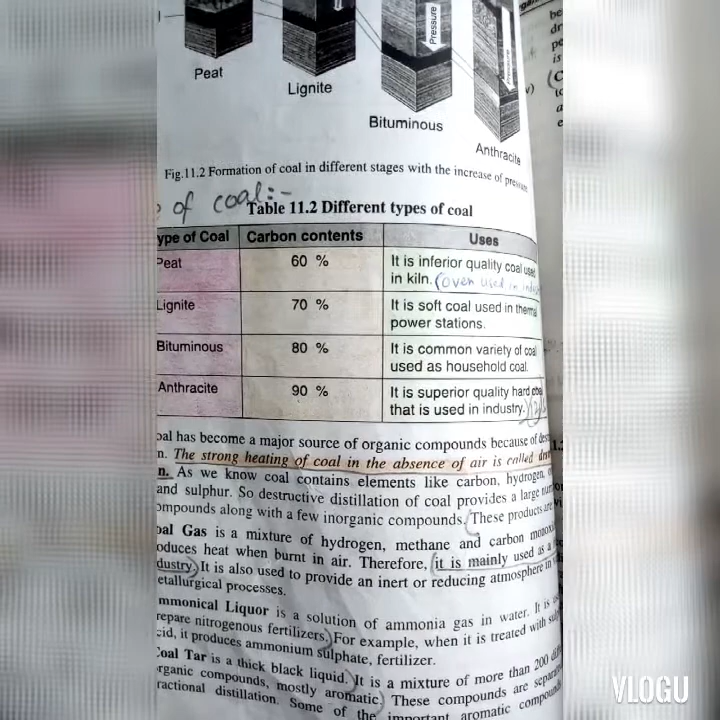 Peat
Lignite
Bituminous
Anthracite
Pressure
Pressure
Fig.11.2 Formation of coal in different stages with the increase of pressure
of coal:-
Table 11.2 Different types of coal
ype of Coal Carbon contents Uses
Peat 60 % It is inferior quality coal used
in kiln. (oven used in
Lignite 70 % It is soft coal used in thermal
power stations.
Bituminous 80 % It is common variety of coal
used as household coal.
Anthracite 90 % It is superior quality hard coal
that is used in industry.
oal has become a major source of organic compounds because of
n. The strong heating of coal in the absence of air is called
n. As we know coal contains elements like carbon, hydrogen,
and sulphur. So destructive distillation of coal provides a large
ompounds along with a few inorganic compounds. These products are
oal Gas is a mixture of hydrogen, methane and carbon
oduces heat when burnt in air. Therefore, it is mainly used as a
dustry. It is also used to provide an inert or reducing atmosphere in
etallurgical processes.
mmonical Liquor is a solution of ammonia gas in water. It is
repare nitrogenous fertilizers. For example, when it is treated with
cid, it produces ammonium sulphate, fertilizer.
Coal Tar is a thick black liquid. It is a mixture of more than 200
rganic compounds, mostly aromatic. These compounds are
ractional distillation. Some of the important aromatic
VLOGU